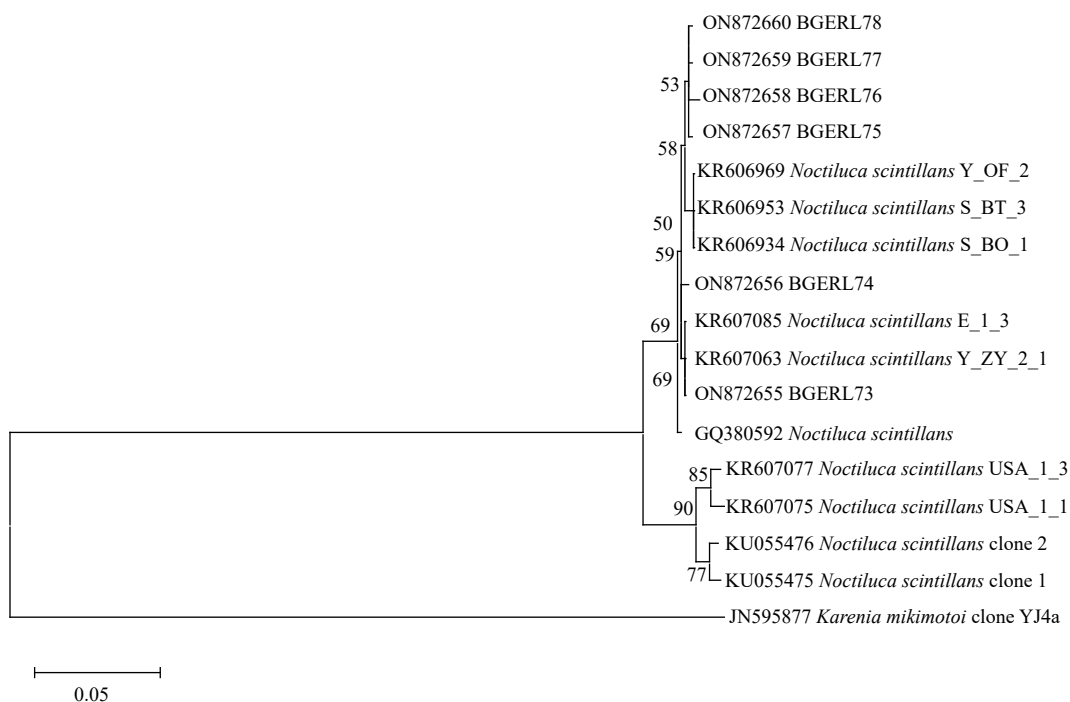 ON872660 BGERL78
ON872659 BGERL77
53
ON872658 BGERL76
ON872657 BGERL75
58
KR606969 Noctiluca scintillans Y_OF_2
KR606953 Noctiluca scintillans S_BT_3
50
KR606934 Noctiluca scintillans S_BO_1
59
ON872656 BGERL74
KR607085 Noctiluca scintillans E_1_3
69
KR607063 Noctiluca scintillans Y_ZY_2_1
69
ON872655 BGERL73
GQ380592 Noctiluca scintillans
KR607077 Noctiluca scintillans USA_1_3
85
KR607075 Noctiluca scintillans USA_1_1
90
KU055476 Noctiluca scintillans clone 2
77
KU055475 Noctiluca scintillans clone 1
JN595877 Karenia mikimotoi clone YJ4a
0.05